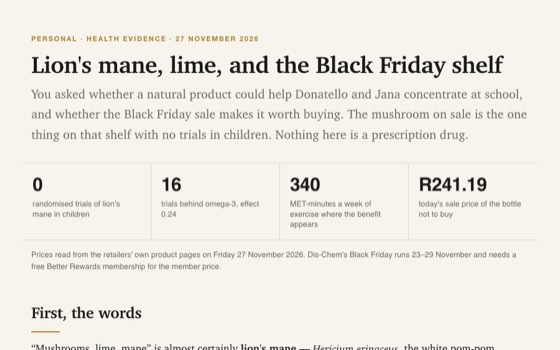 PERSONAL · HEALTH EVIDENCE · 27 NOVEMBER 2026
Lion's mane, lime, and the Black Friday shelf
You asked whether a natural product could help Donatello and Jana concentrate at school,
and whether the Black Friday sale makes it worth buying. The mushroom on sale is the one
thing on that shelf with no trials in children. Nothing here is a prescription drug.
0
randomised trials of lion's
mane in children
16
trials behind omega-3, effect
0.24
340
MET-minutes a week of
exercise where the benefit
appears
R241.19
today's sale price of the bottle
not to buy
Prices read from the retailers' own product pages on Friday 27 November 2026. Dis-Chem's Black Friday runs 23–29 November and needs a
free Better Rewards membership for the member price.
First, the words
“Mushrooms, lime, mane” is almost certainly lion's mane — Hericium erinaceus, the white pom-pom